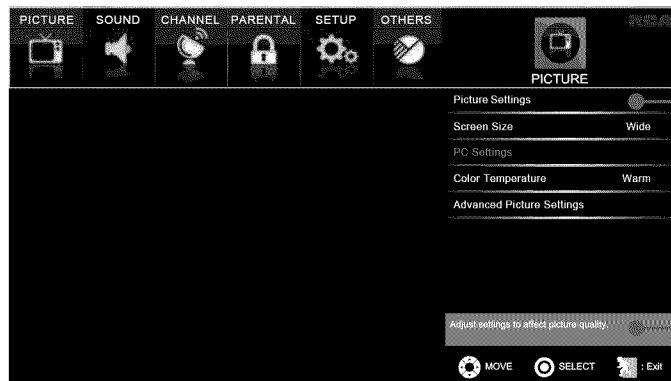 PICTURE SOUND CHANNEL PARENTAL SETUP OTHERS
RCA
PICTURE
Picture Settings
Screen Size Wide
PC Settings
Color Temperature Warm
Advanced Picture Settings
Adjust settings to affect picture quality.
MOVE SELECT : Exit